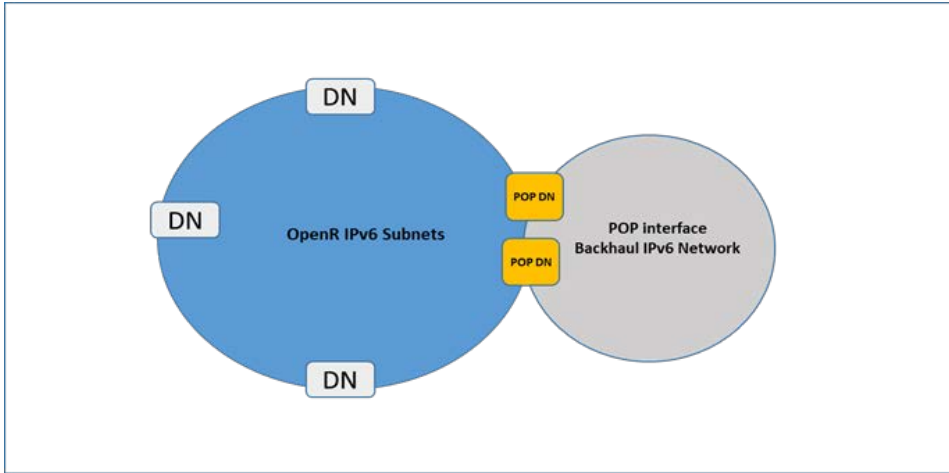 DN
POP DN
DN
OpenR IPv6 Subnets
POP interface
Backhaul IPv6 Network
POP DN
DN